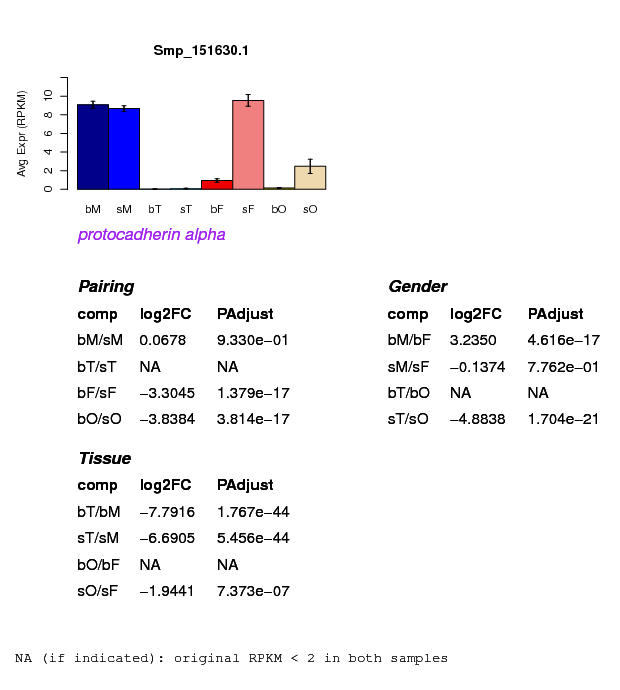 Smp_151630.1
Avg Expr (RPKM)
0 2 4 6 8 10
bM sM bT sT bF sF bO sO
protocadherin alpha
Pairing
comp log2FC PAdjust
bM/sM 0.0678 9.330e−01
bT/sT NA NA
bF/sF −3.3045 1.379e−17
bO/sO −3.8384 3.814e−17
Gender
comp log2FC PAdjust
bM/bF 3.2350 4.616e−17
sM/sF −0.1374 7.762e−01
bT/bO NA NA
sT/sO −4.8838 1.704e−21
Tissue
comp log2FC PAdjust
bT/bM −7.7916 1.767e−44
sT/sM −6.6905 5.456e−44
bO/bF NA NA
sO/sF −1.9441 7.373e−07
NA (if indicated): original RPKM < 2 in both samples